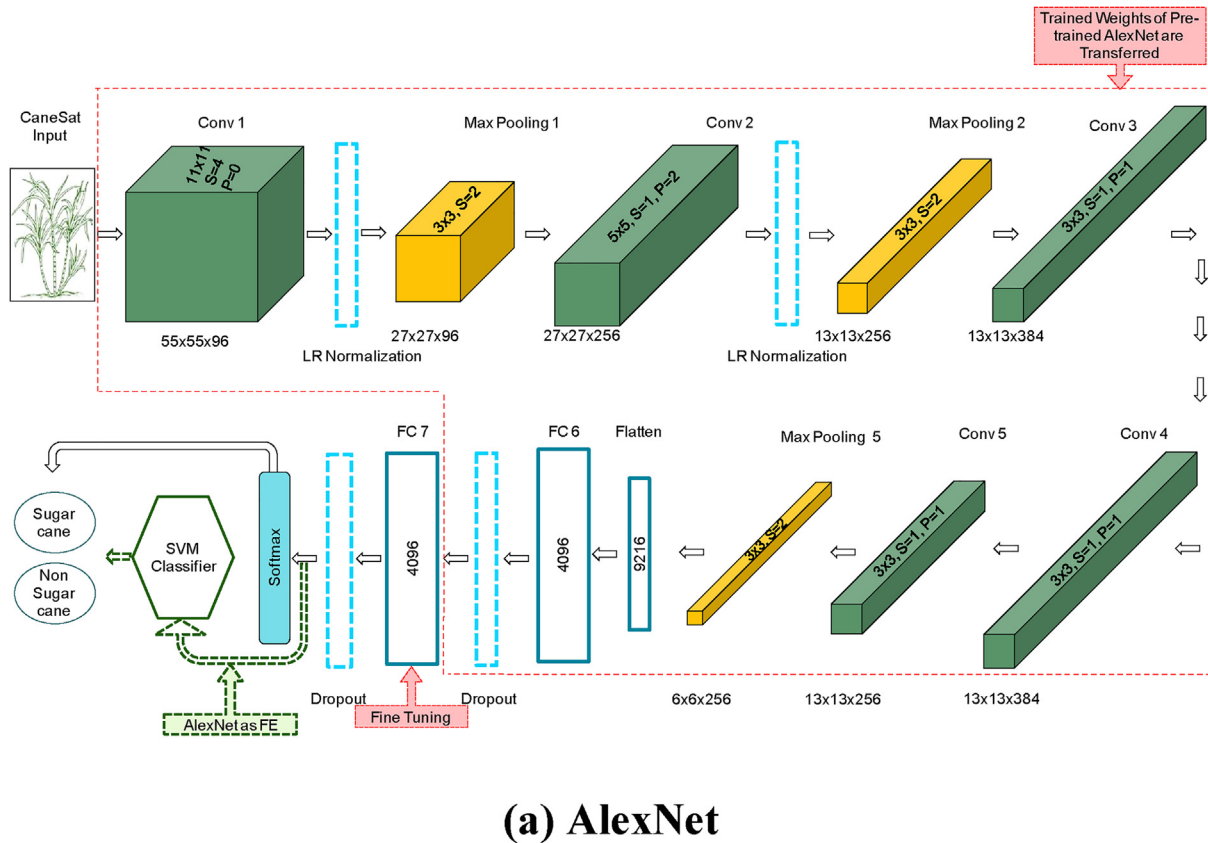 Trained Weights of Pre-
trained AlexNet are
Transferred
CaneSat
Input
Conv 1
Max Pooling 1
Conv 2
Max Pooling 2
Conv 3
11x11
S=4
P=0
3x3, S=2
5x5, S=1, P=2
3x3, S=2
3x3, S=1, P=1
55x55x96
LR Normalization
27x27x96
27x27x256
LR Normalization
13x13x256
13x13x384
FC 7
FC 6
Flatten
Max Pooling 5
Conv 5
Conv 4
Sugar
cane
Non
Sugar
cane
SVM
Classifier
Softmax
4096
4096
9216
3x3, S=2
3x3, S=1, P=1
3x3, S=1, P=1
Dropout
Dropout
6x6x256
13x13x256
13x13x384
AlexNet as FE
Fine Tuning
(a) AlexNet